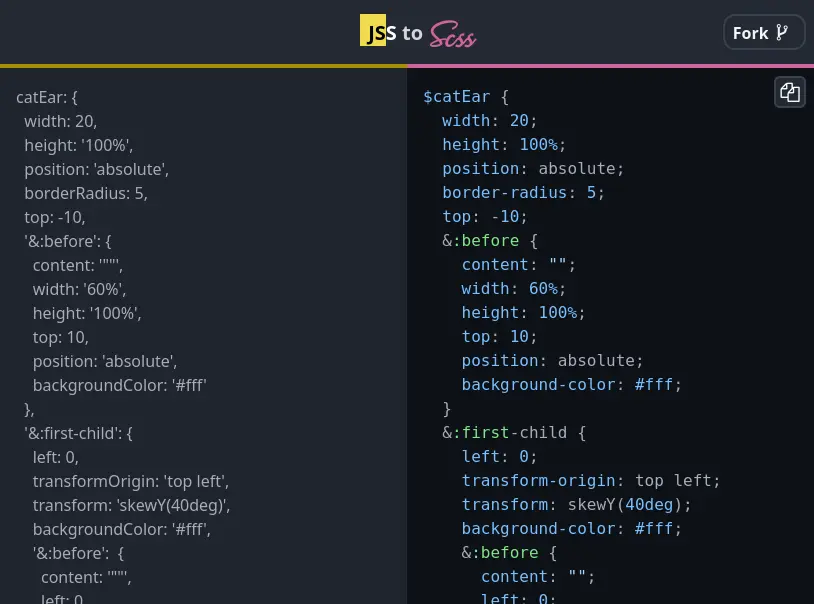 JSS to Scss
Fork
catEar: {
width: 20,
height: '100%',
position: 'absolute',
borderRadius: 5,
top: -10,
'&:before': {
content: '""',
width: '60%',
height: '100%',
top: 10,
position: 'absolute',
backgroundColor: '#fff'
},
'&:first-child': {
left: 0,
transformOrigin: 'top left',
transform: 'skewY(40deg)',
backgroundColor: '#fff',
'&:before':  {
content: '""',
left: 0
$catEar {
width: 20;
height: 100%;
position: absolute;
border-radius: 5;
top: -10;
&:before {
content: "";
width: 60%;
height: 100%;
top: 10;
position: absolute;
background-color: #fff;
}
&:first-child {
left: 0;
transform-origin: top left;
transform: skewY(40deg);
background-color: #fff;
&:before {
content: "";
left: 0;